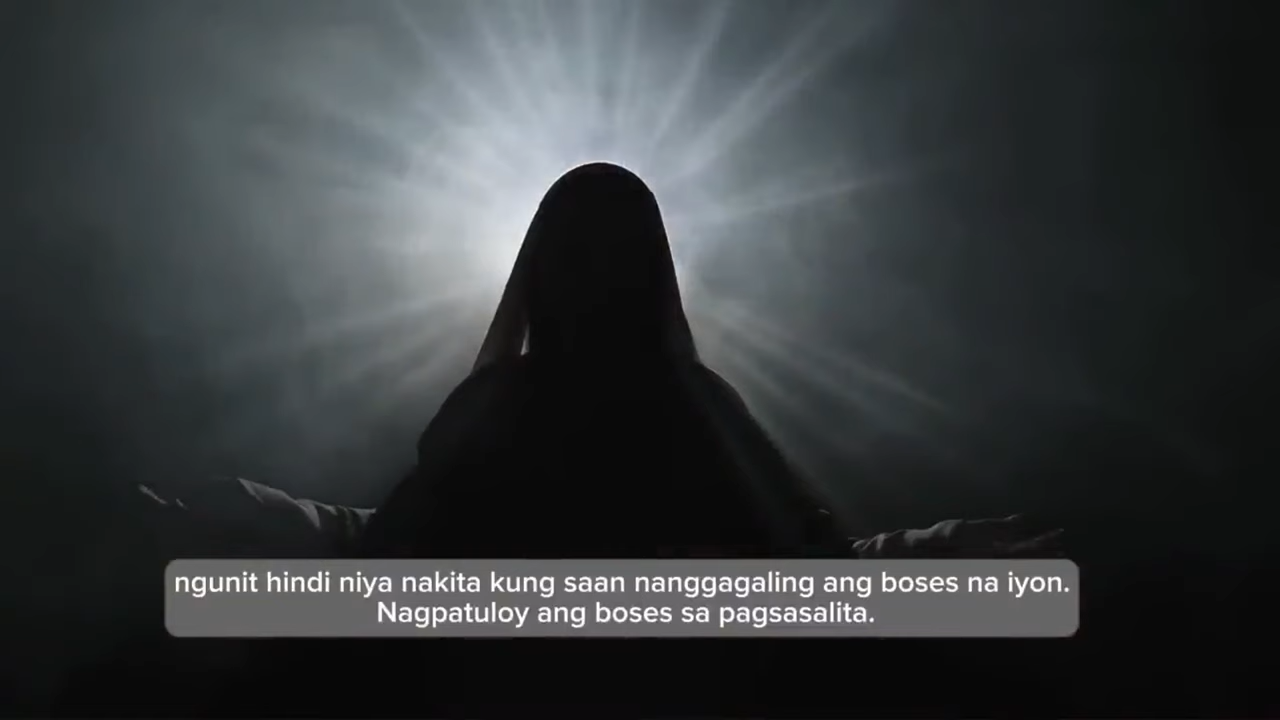 ngunit hindi niya nakita kung saan nanggagaling ang boses na iyon.
Nagpatuloy ang boses sa pagsasalita.